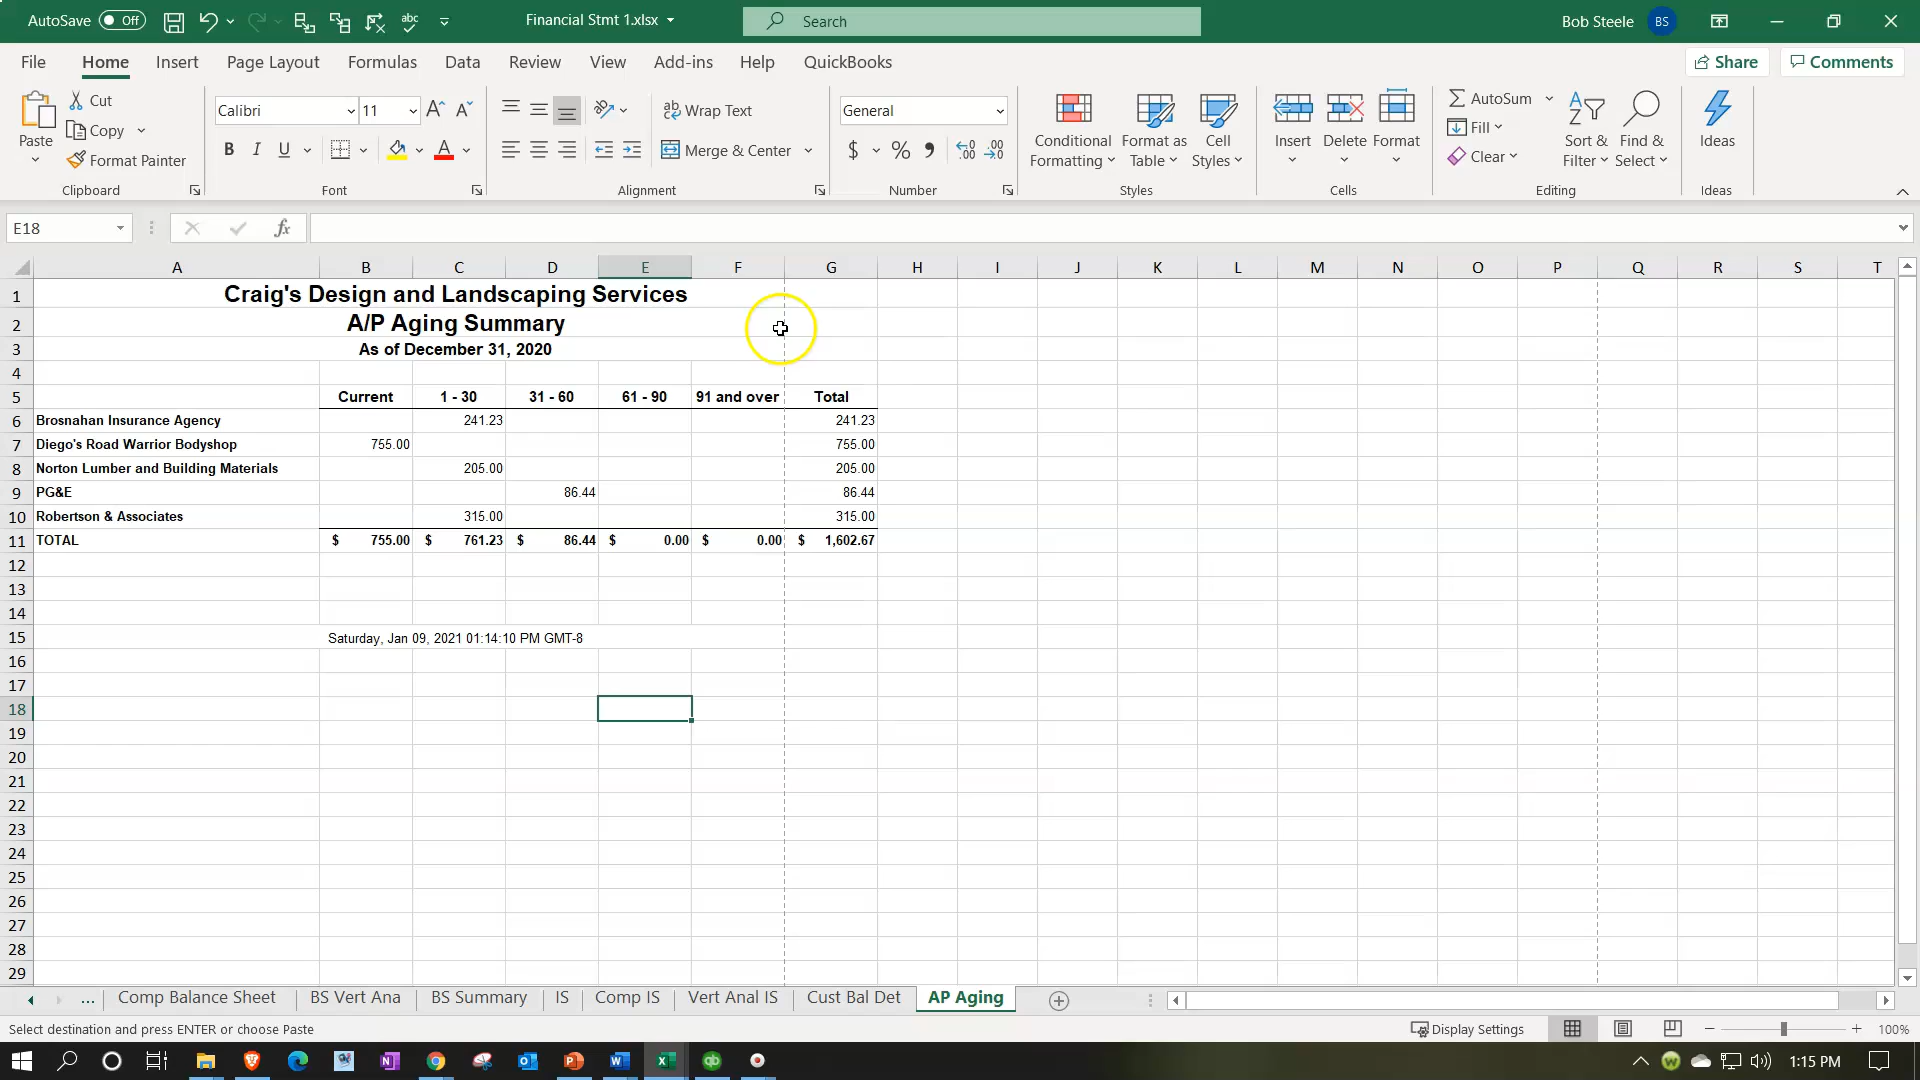 AutoSave Off Financial Stmt 1.xlsx Search Bob Steele BS
File Home Insert Page Layout Formulas Data Review View Add-ins Help QuickBooks Share Comments
Paste Cut Copy Format Painter Clipboard
Calibri 11 B I U A Font
ab Wrap Text Merge & Center Alignment
General $ % Number
Conditional Formatting Format as Table Cell Styles Styles
Insert Delete Format Cells
AutoSum Fill Clear Sort & Filter Find & Select Editing
Ideas Ideas
E18 fx
A B C D E F G H I J K L M N O P Q R S T
1 Craig's Design and Landscaping Services
2 A/P Aging Summary
3 As of December 31, 2020
4
5 Current 1 - 30 31 - 60 61 - 90 91 and over Total
6 Brosnahan Insurance Agency 241.23 241.23
7 Diego's Road Warrior Bodyshop 755.00 755.00
8 Norton Lumber and Building Materials 205.00 205.00
9 PG&E 86.44 86.44
10 Robertson & Associates 315.00 315.00
11 TOTAL $ 755.00 $ 761.23 $ 86.44 $ 0.00 $ 0.00 $ 1,602.67
12
13
14
15 Saturday, Jan 09, 2021 01:14:10 PM GMT-8
16
17
18
19
20
21
22
23
24
25
26
27
28
29
... Comp Balance Sheet BS Vert Ana BS Summary IS Comp IS Vert Anal IS Cust Bal Det AP Aging
Select destination and press ENTER or choose Paste Display Settings 100%
1:15 PM